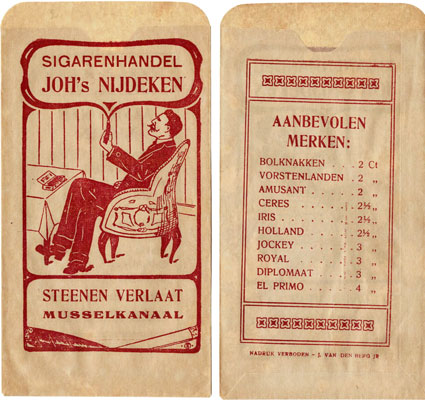 SIGARENHANDEL
JOH's NIJDEKEN
STEENEN VERLAAT
MUSSELKANAAL
AANBEVOLEN
MERKEN:
BOLKNAKKEN . . . 2 Ct
VORSTENLANDEN . 2 „
AMUSANT . . . . 2 „
CERES . . . . . 2½ „
IRIS . . . . . . 2½ „
HOLLAND . . . . 2½ „
JOCKEY . . . . . 3 „
ROYAL . . . . . 3 „
DIPLOMAAT . . . 3 „
EL PRIMO . . . . 4 „
NADRUK VERBODEN - J. VAN DEN BERG JR